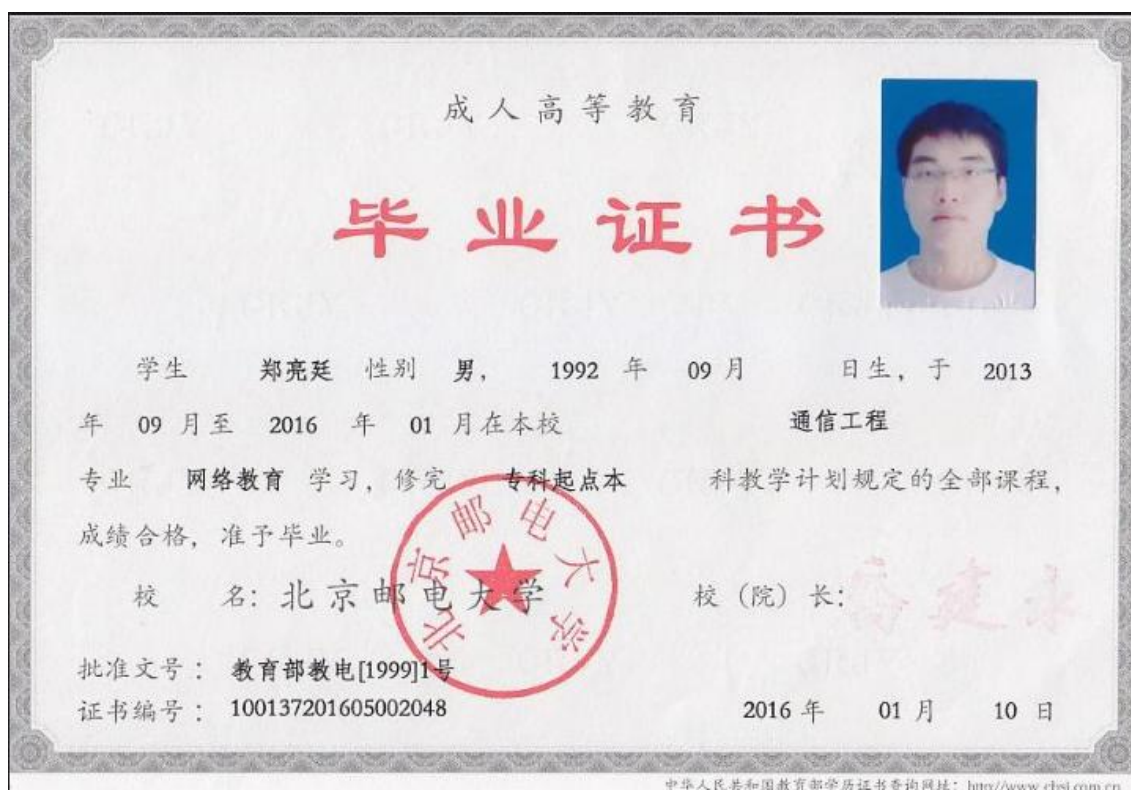 成人高等教育
毕业证书
学生 郑亮廷 性别 男， 1992 年 09 月 日生，于 2013
年 09 月至 2016 年 01 月在本校 通信工程
专业 网络教育 学习，修完 专科起点本 科教学计划规定的全部课程，
成绩合格，准予毕业。
校 名：北京邮电大学 校（院）长：
北京邮电大学
批准文号： 教育部教电[1999]1号
证书编号： 100137201605002048 2016 年 01 月 10 日
中华人民共和国教育部学历证书查询网址：http://www.chsi.com.cn